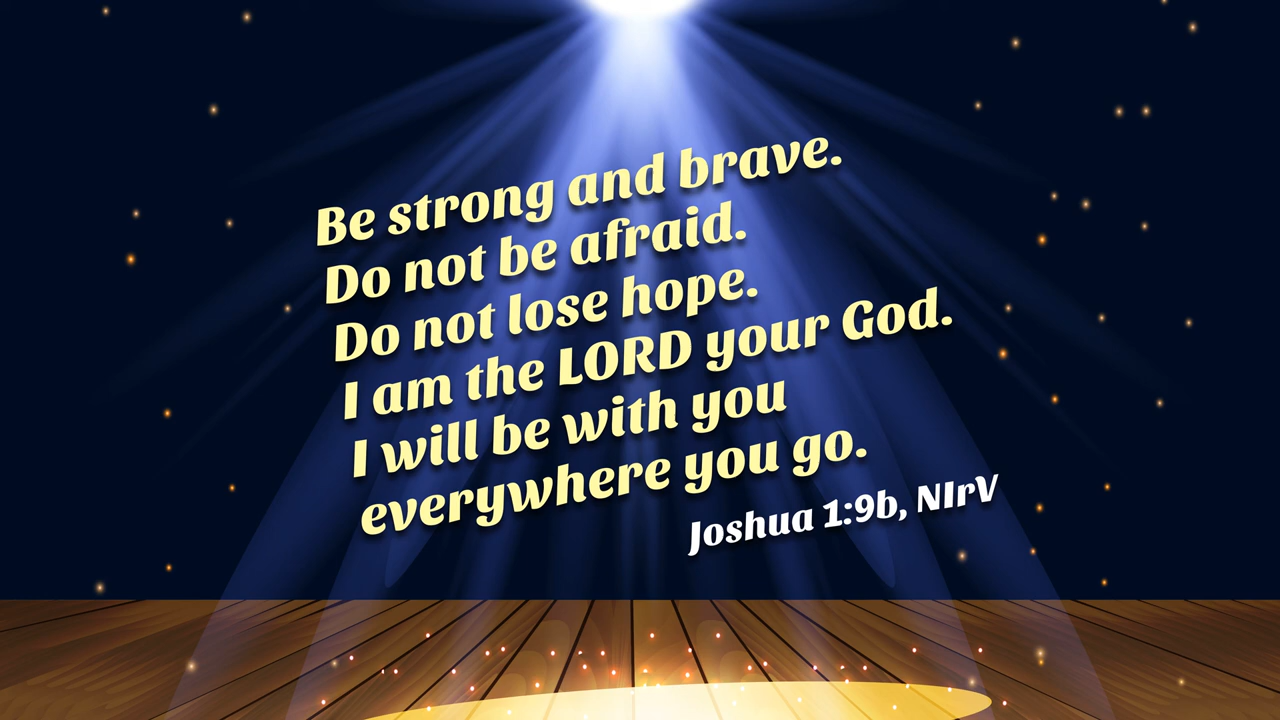 Be strong and brave.
Do not be afraid.
Do not lose hope.
I am the LORD your God.
I will be with you
everywhere you go.
Joshua 1:9b, NIrV